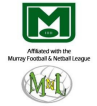 M
Affiliated with the
Murray Football & Netball League
M&L